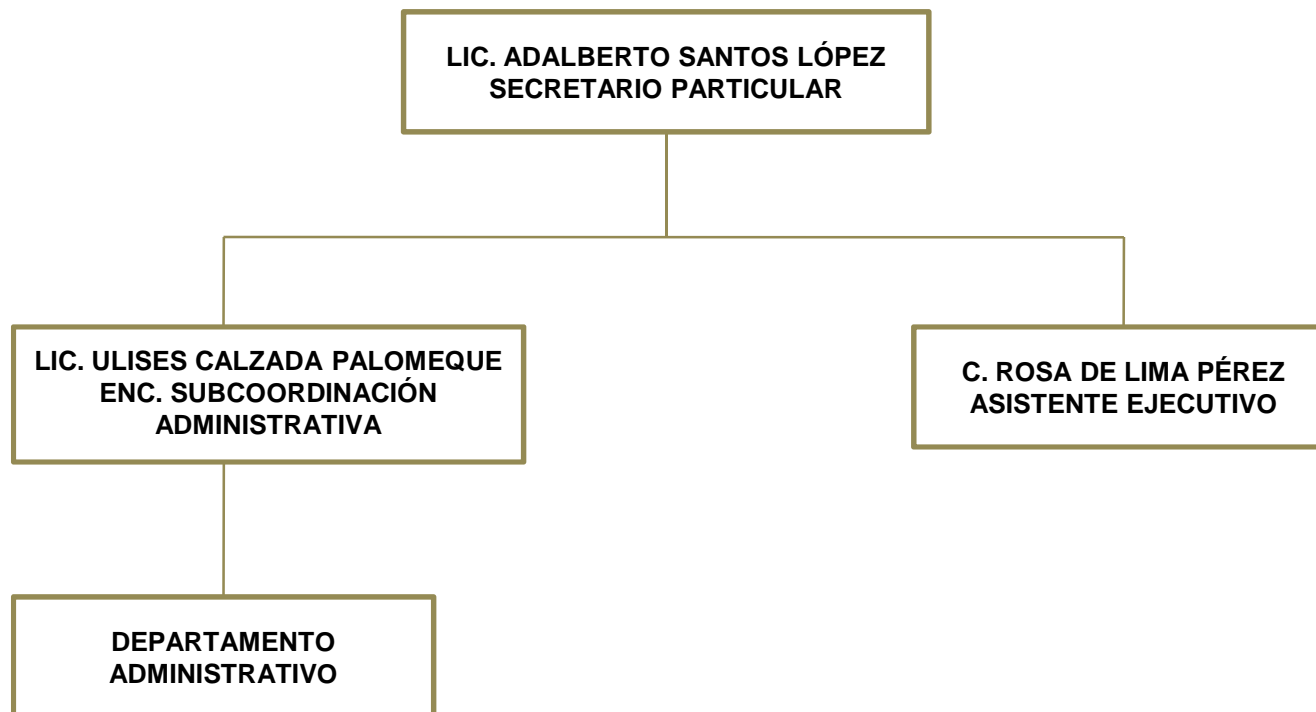 LIC. ADALBERTO SANTOS LÓPEZ
SECRETARIO PARTICULAR
LIC. ULISES CALZADA PALOMEQUE
ENC. SUBCOORDINACIÓN
ADMINISTRATIVA
C. ROSA DE LIMA PÉREZ
ASISTENTE EJECUTIVO
DEPARTAMENTO
ADMINISTRATIVO